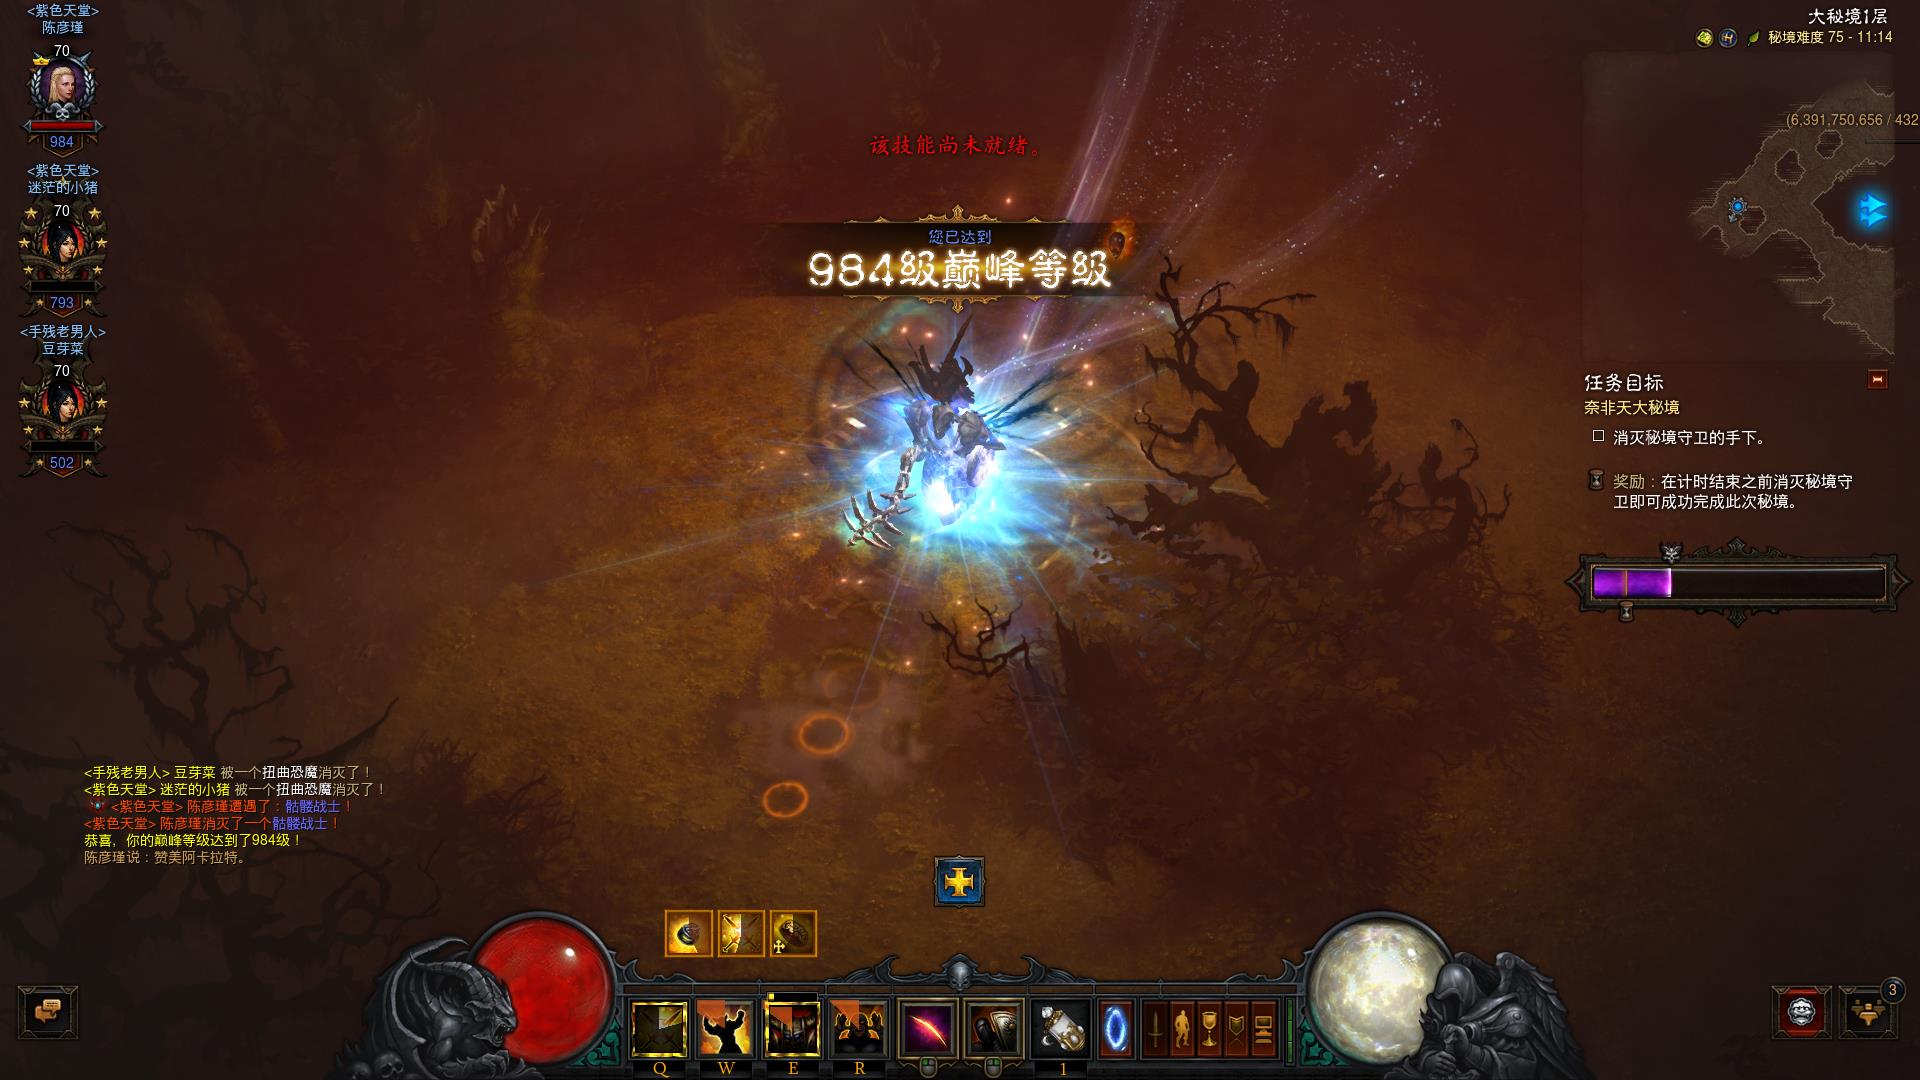 <紫色天堂>
陈彦瑾
70
984
<紫色天堂>
迷茫的小猪
70
793
<手残老男人>
豆芽菜
70
502
大秘境1层
秘境难度 75 - 11:14
(6,391,750,656 / 432
该技能尚未就绪。
您已达到
984级巅峰等级
任务目标
奈非天大秘境
消灭秘境守卫的手下。
奖励：在计时结束之前消灭秘境守
卫即可成功完成此次秘境。
<手残老男人> 豆芽菜 被一个扭曲恐魔消灭了！
<紫色天堂> 迷茫的小猪 被一个扭曲恐魔消灭了！
<紫色天堂> 陈彦瑾遭遇了：骷髅战士！
<紫色天堂> 陈彦瑾消灭了一个骷髅战士！
恭喜，你的巅峰等级达到了984级！
陈彦瑾说：赞美阿卡拉特。
Q W E R 1
3